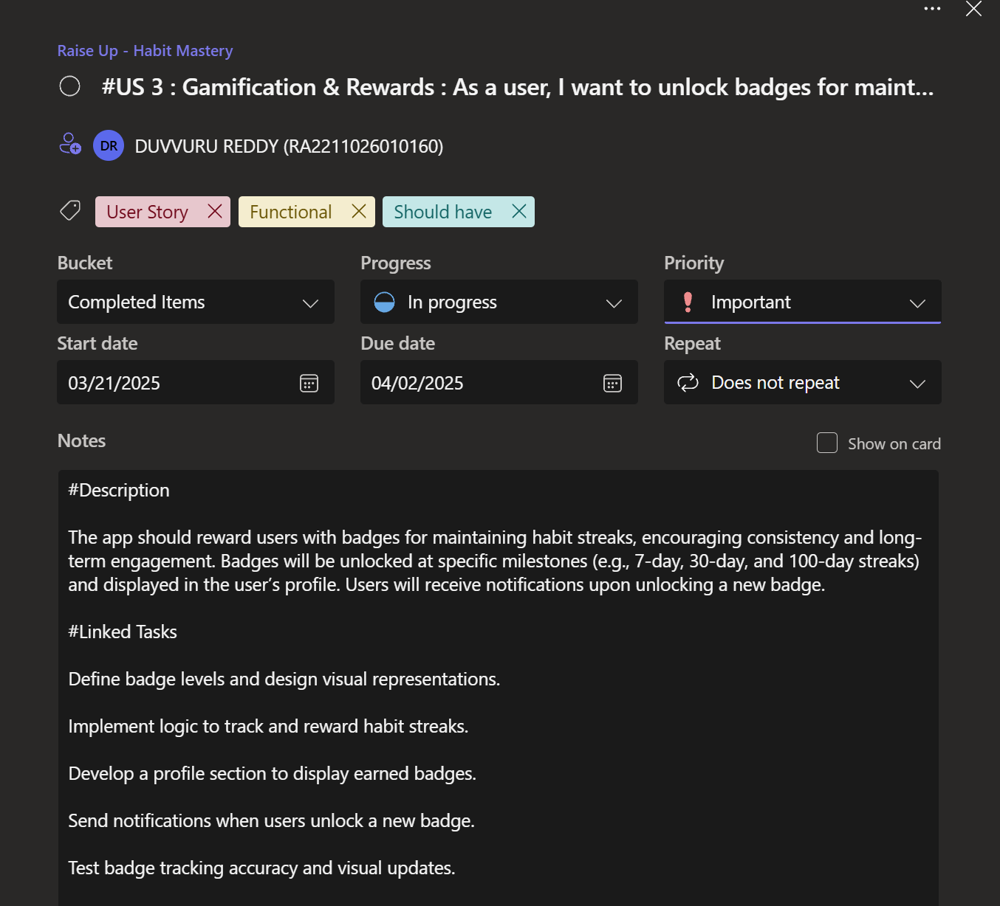 Raise Up - Habit Mastery
#US 3 : Gamification & Rewards : As a user, I want to unlock badges for maint...
DR DUVVURU REDDY (RA2211026010160)
User Story Functional Should have
Bucket Progress Priority
Completed Items In progress Important
Start date Due date Repeat
03/21/2025 04/02/2025 Does not repeat
Notes Show on card
#Description
The app should reward users with badges for maintaining habit streaks, encouraging consistency and long-
term engagement. Badges will be unlocked at specific milestones (e.g., 7-day, 30-day, and 100-day streaks)
and displayed in the user’s profile. Users will receive notifications upon unlocking a new badge.
#Linked Tasks
Define badge levels and design visual representations.
Implement logic to track and reward habit streaks.
Develop a profile section to display earned badges.
Send notifications when users unlock a new badge.
Test badge tracking accuracy and visual updates.